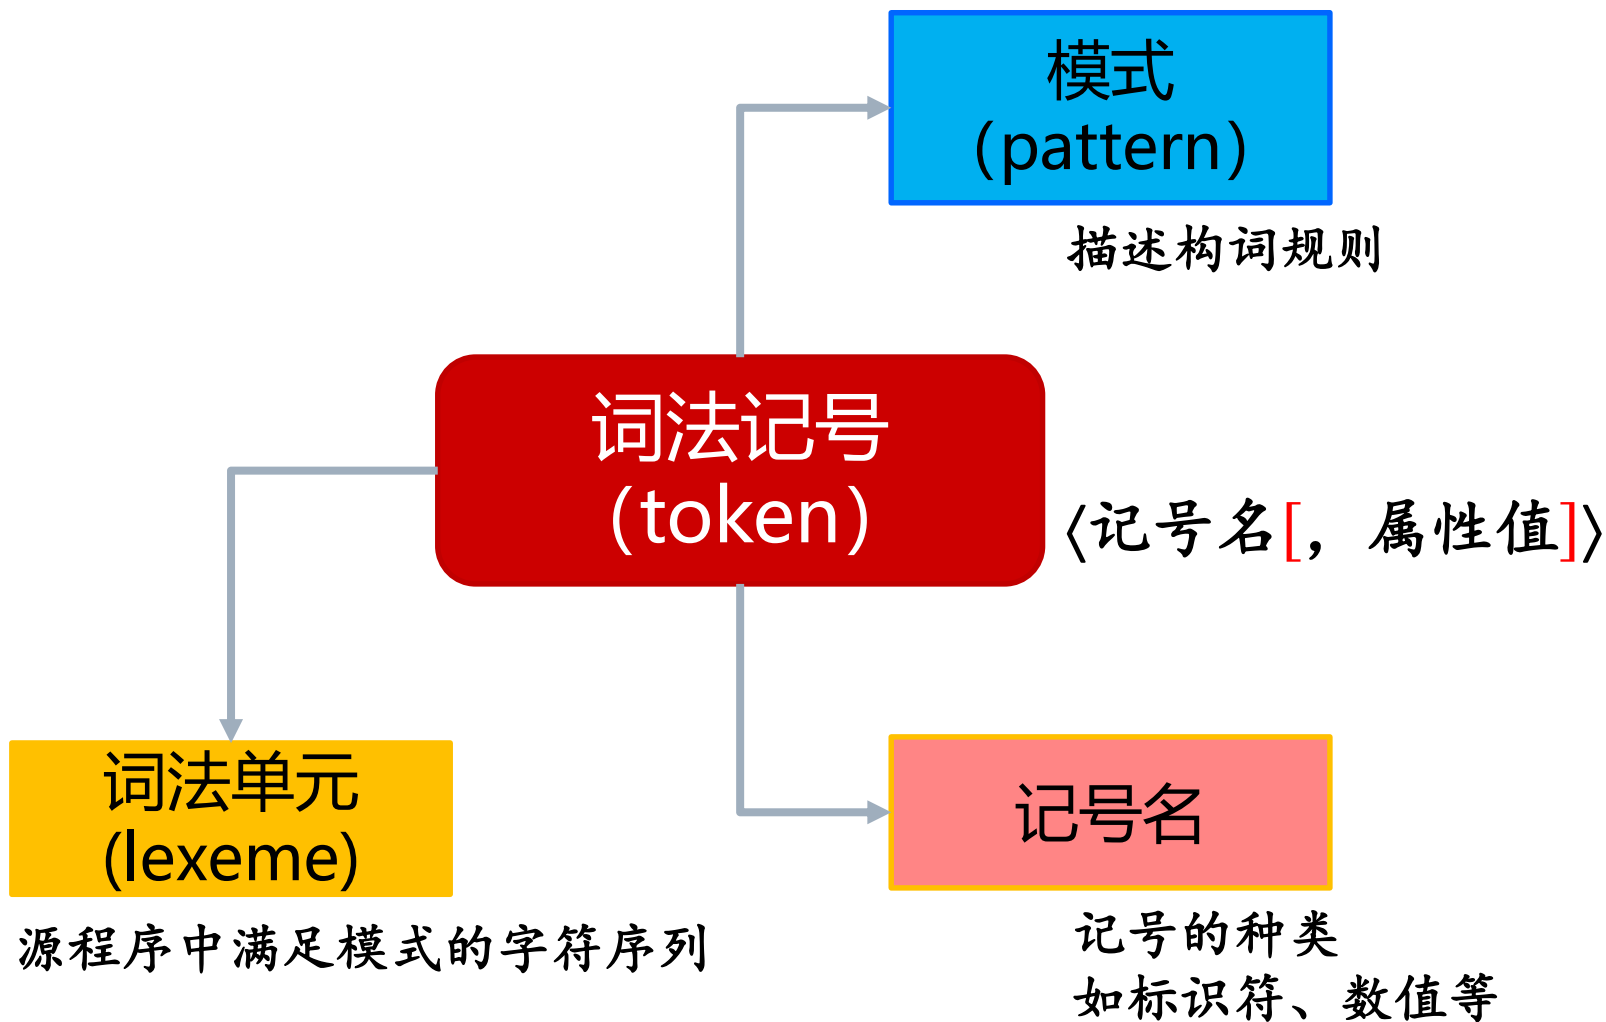 模式
（pattern）
描述构词规则
词法记号
（token）
〈记号名[，属性值]〉
词法单元
(lexeme)
源程序中满足模式的字符序列
记号名
记号的种类
如标识符、数值等